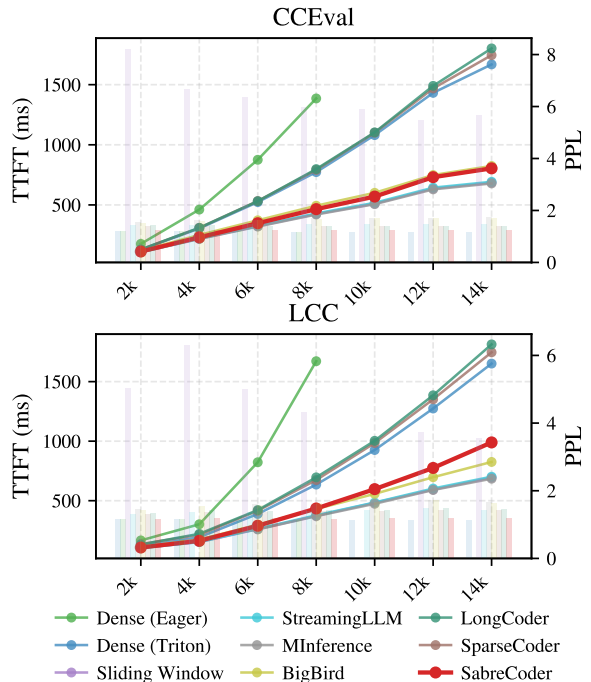 CCEval
TTFT (ms)
1500
1000
500
8
6
4
2
0
PPL
2k
4k
6k
8k
10k
12k
14k
LCC
TTFT (ms)
1500
1000
500
6
4
2
0
PPL
2k
4k
6k
8k
10k
12k
14k
Dense (Eager)
StreamingLLM
LongCoder
Dense (Triton)
MInference
SparseCoder
Sliding Window
BigBird
SabreCoder